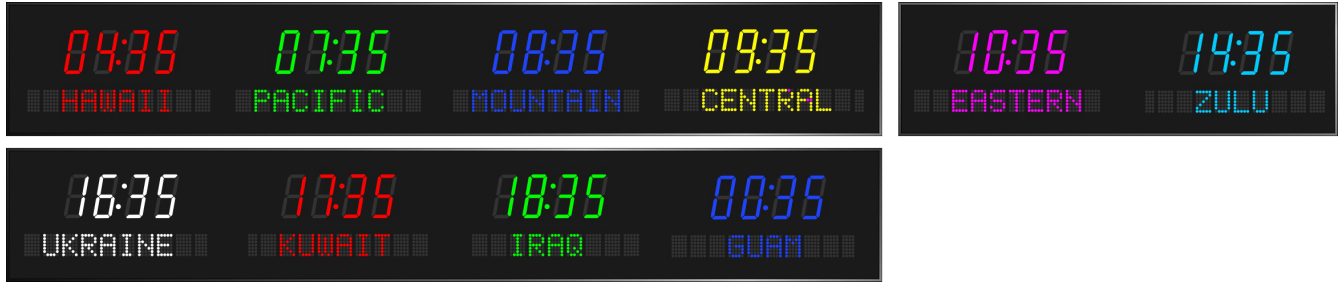 04:35 07:35 08:35 09:35 10:35 14:35
HAWAII PACIFIC MOUNTAIN CENTRAL EASTERN ZULU
16:35 17:35 18:35 00:35
UKRAINE KUWAIT IRAQ GUAM